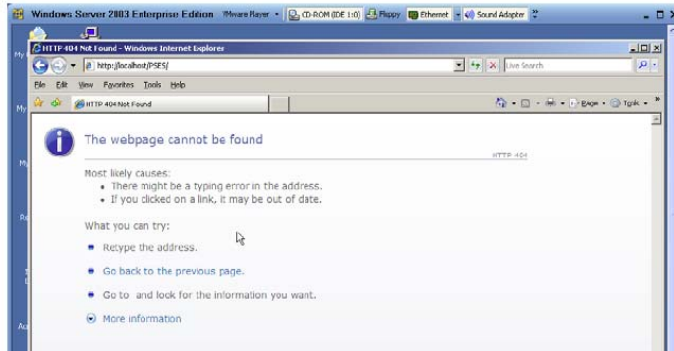 Windows Server 2003 Enterprise Edition VMware Player CD-ROM (IDE 1:0) Floppy Ethernet Sound Adapter
HTTP 404 Not Found - Windows Internet Explorer
http://localhost/PSES/ Live Search
File Edit View Favorites Tools Help
HTTP 404 Not Found Page Tools
The webpage cannot be found
HTTP 404
Most likely causes:
There might be a typing error in the address.
If you clicked on a link, it may be out of date.
What you can try:
Retype the address.
Go back to the previous page.
Go to and look for the information you want.
More information